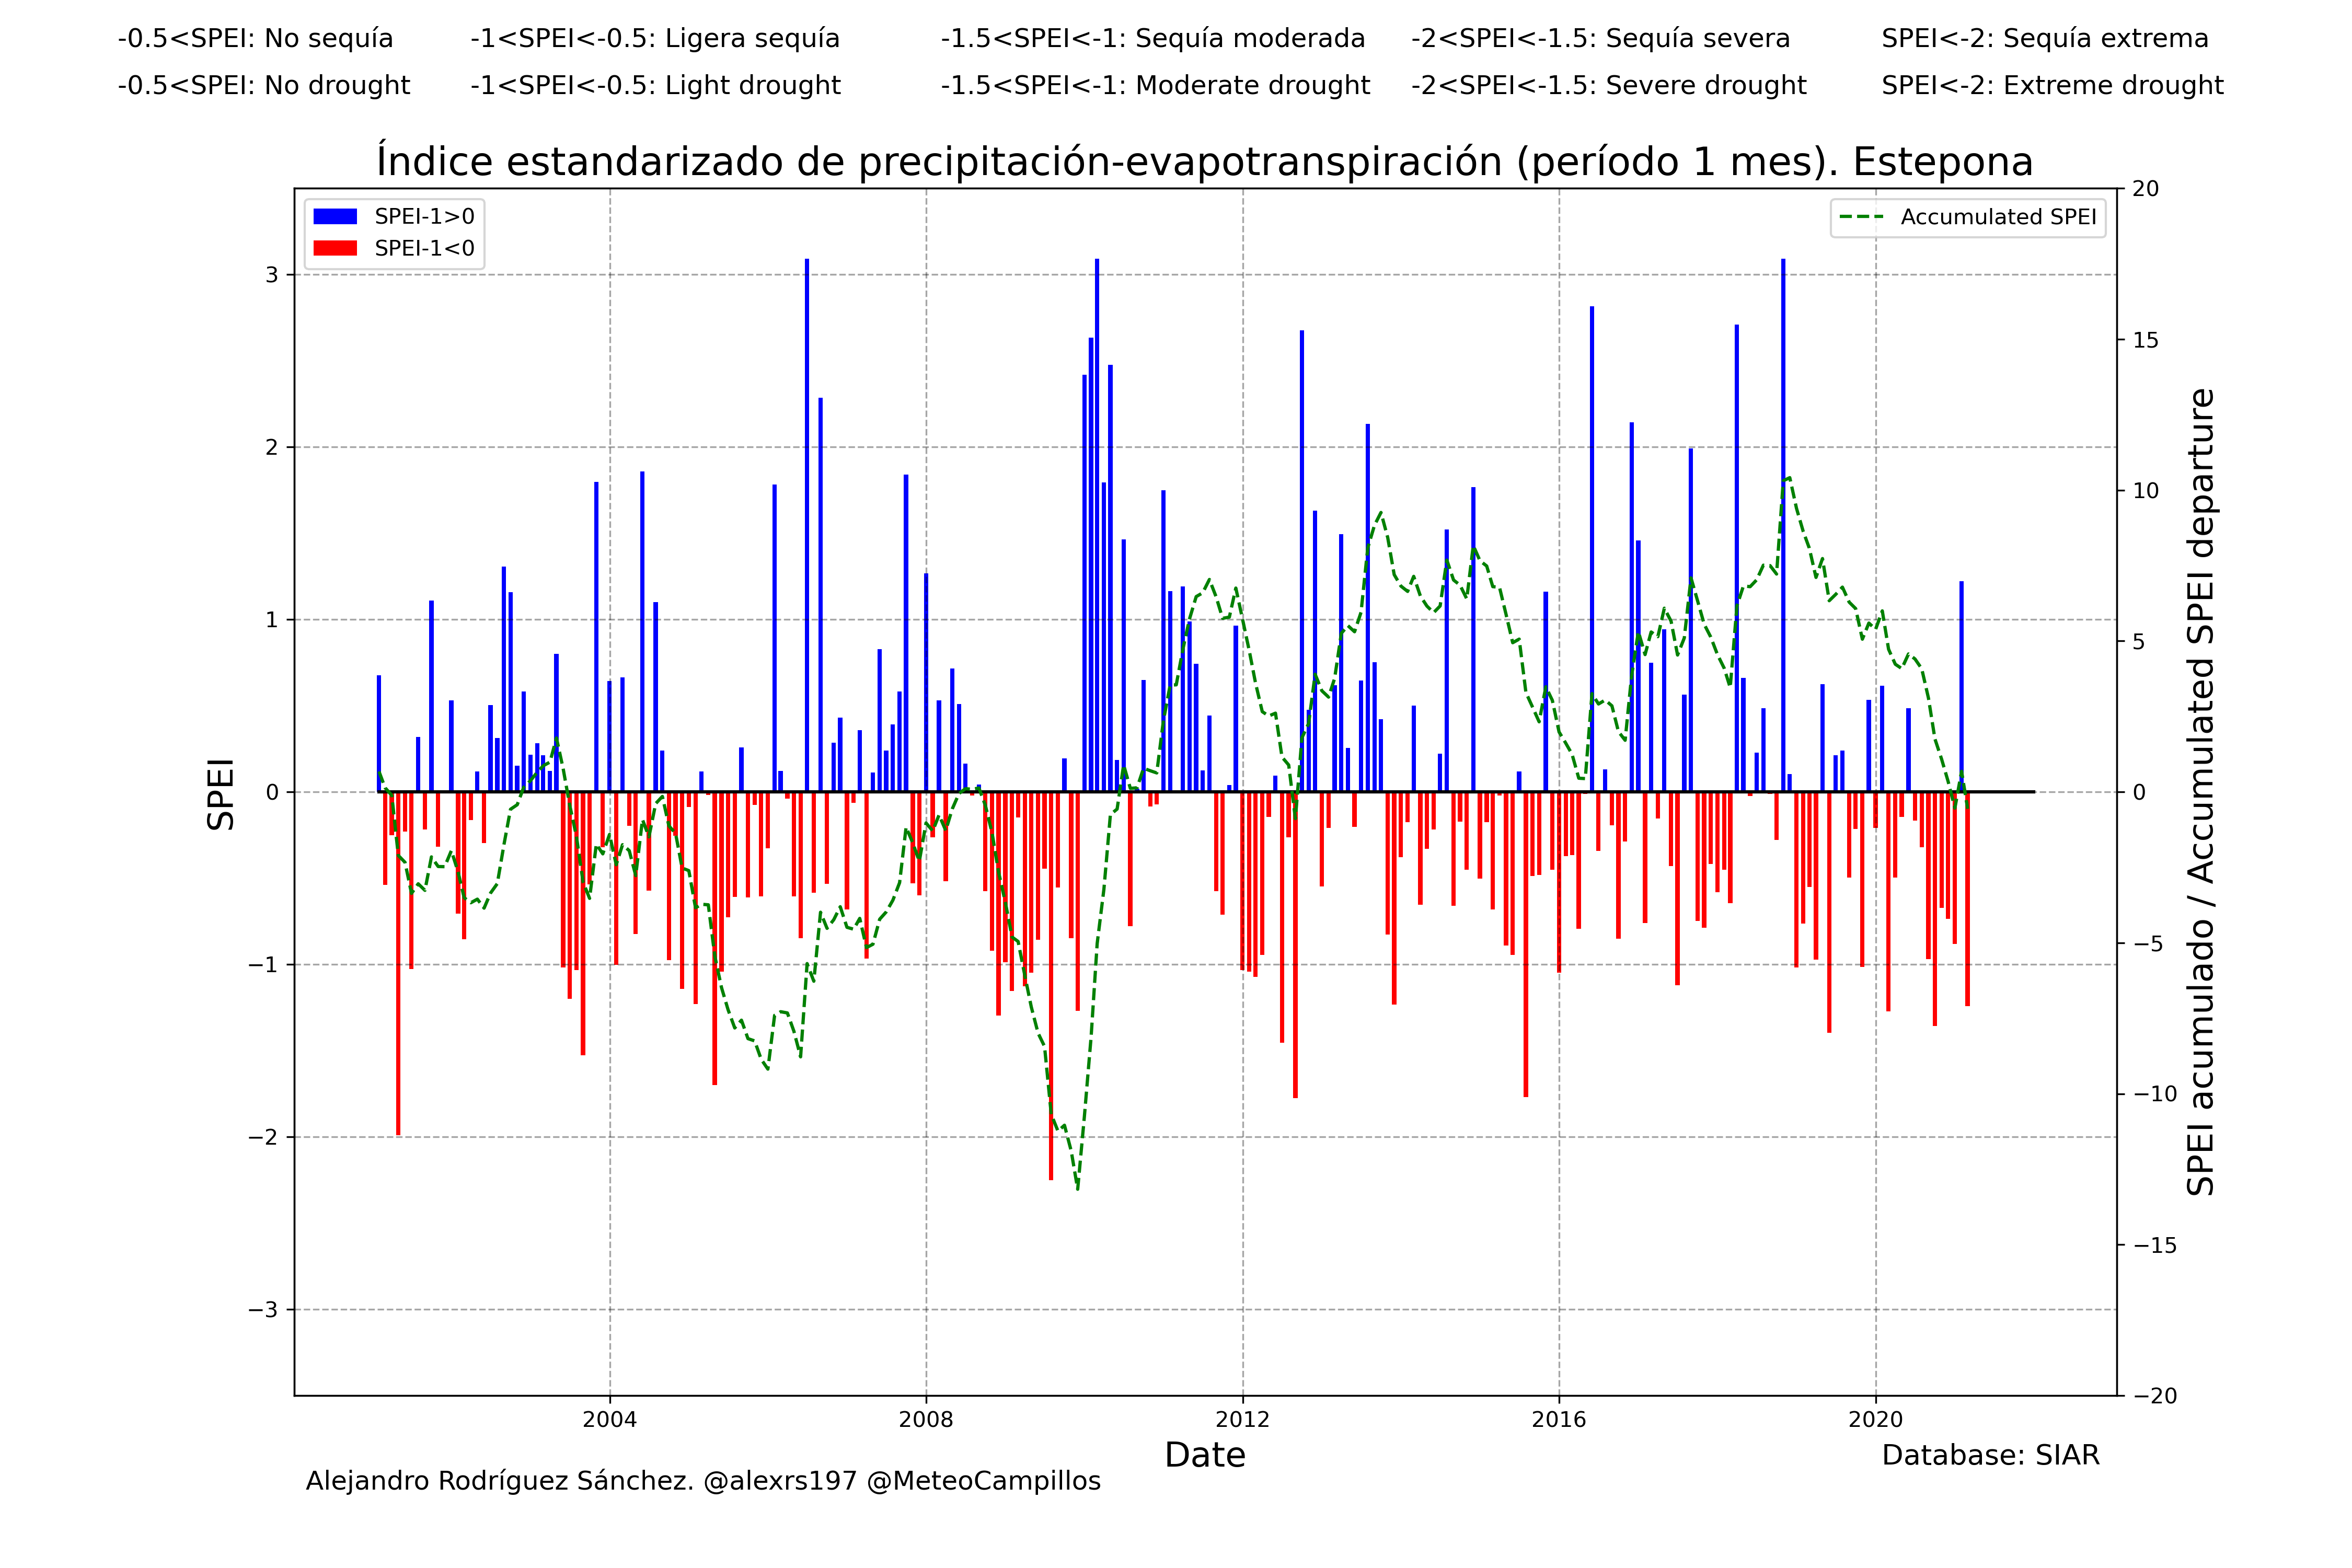 -0.5<SPEI: No sequía -1<SPEI<-0.5: Ligera sequía -1.5<SPEI<-1: Sequía moderada -2<SPEI<-1.5: Sequía severa SPEI<-2: Sequía extrema
-0.5<SPEI: No drought -1<SPEI<-0.5: Light drought -1.5<SPEI<-1: Moderate drought -2<SPEI<-1.5: Severe drought SPEI<-2: Extreme drought
Índice estandarizado de precipitación-evapotranspiración (período 1 mes). Estepona
SPEI-1>0
SPEI-1<0
Accumulated SPEI
SPEI
3
2
1
0
−1
−2
−3
20
15
10
5
0
−5
−10
−15
−20
SPEI acumulado / Accumulated SPEI departure
2004 2008 2012 2016 2020
Date
Database: SIAR
Alejandro Rodríguez Sánchez. @alexrs197 @MeteoCampillos